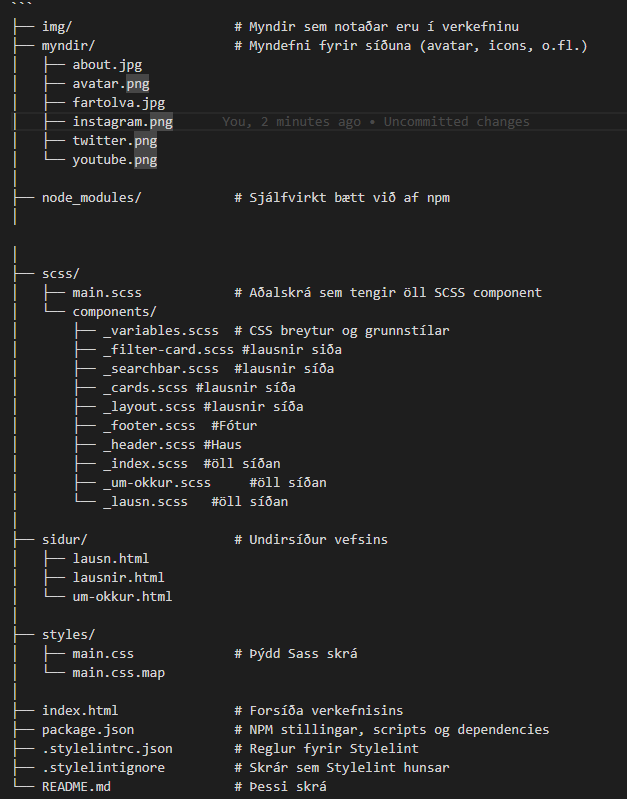 ```
├── img/                     # Myndir sem notaðar eru í verkefninu
├── myndir/                  # Myndefni fyrir síðuna (avatar, icons, o.fl.)
│   ├── about.jpg
│   ├── avatar.png
│   ├── fartolva.jpg
│   ├── instagram.png      You, 2 minutes ago • Uncommitted changes
│   ├── twitter.png
│   └── youtube.png
│
├── node_modules/            # Sjálfvirkt bætt við af npm
│

│
├── scss/
│   ├── main.scss            # Aðalskrá sem tengir öll SCSS component
│   └── components/
│       ├── _variables.scss  # CSS breytur og grunnstílar
│       ├── _filter-card.scss #lausnir siða
│       ├── _searchbar.scss  #lausnir síða
│       ├── _cards.scss #lausnir síða
│       ├── _layout.scss #lausnir síða
│       ├── _footer.scss  #Fótur
│       ├── _header.scss #Haus
│       ├── _index.scss  #öll síðan
│       ├── _um-okkur.scss     #öll síðan
│       └── _lausn.scss   #öll síðan
│
├── sidur/                   # Undirsíður vefsins
│   ├── lausn.html
│   ├── lausnir.html
│   └── um-okkur.html
│
├── styles/
│   ├── main.css             # Þýdd Sass skrá
│   └── main.css.map
│
├── index.html               # Forsíða verkefnisins
├── package.json             # NPM stillingar, scripts og dependencies
├── .stylelintrc.json        # Reglur fyrir Stylelint
├── .stylelintignore         # Skrár sem Stylelint hunsar
└── README.md                # Þessi skrá